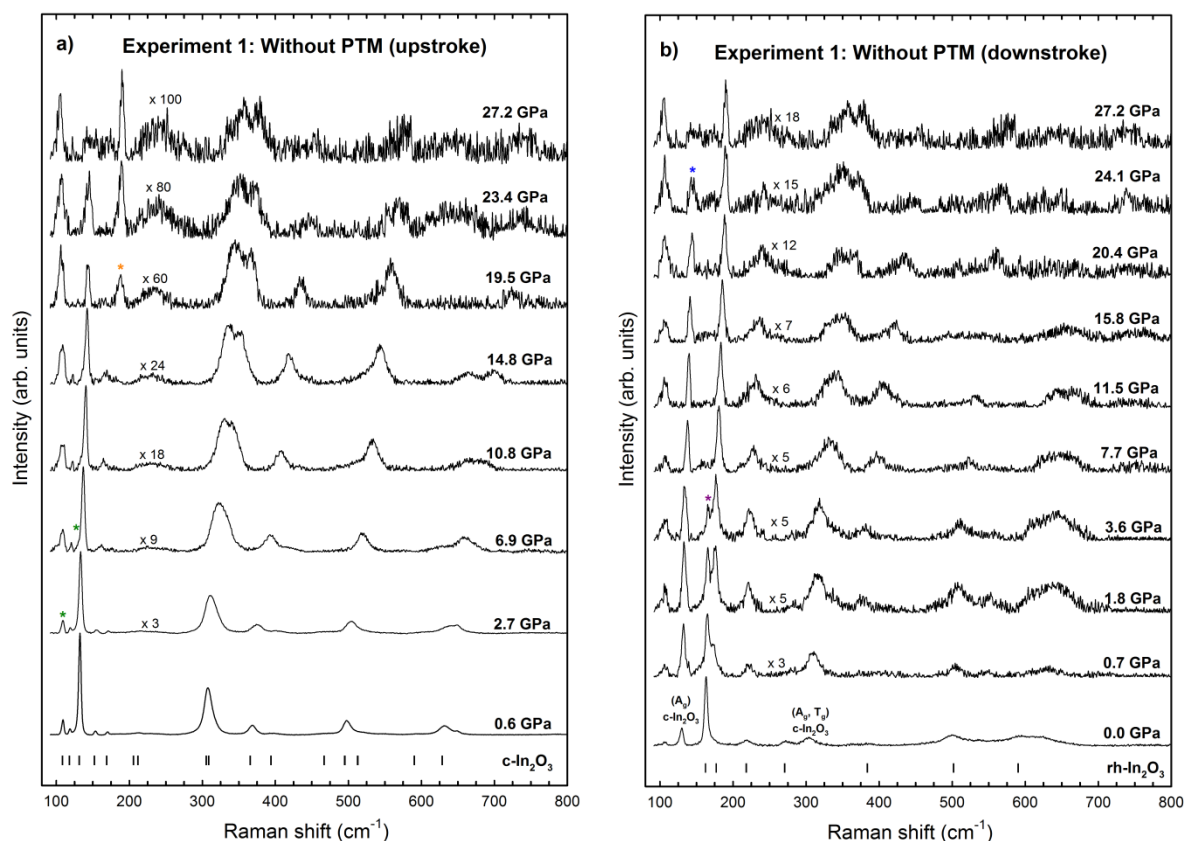 a) Experiment 1: Without PTM (upstroke)
x 100
27.2 GPa
x 80
23.4 GPa
*
x 60
19.5 GPa
x 24
14.8 GPa
x 18
10.8 GPa
*
x 9
6.9 GPa
*
x 3
2.7 GPa
0.6 GPa
c-In₂O₃
100 200 300 400 500 600 700 800
Raman shift (cm⁻¹)
Intensity (arb. units)
b) Experiment 1: Without PTM (downstroke)
x 18
27.2 GPa
*
x 15
24.1 GPa
x 12
20.4 GPa
x 7
15.8 GPa
x 6
11.5 GPa
x 5
7.7 GPa
*
x 5
3.6 GPa
x 5
1.8 GPa
x 3
0.7 GPa
(A_g)
c-In₂O₃
(A_g, T_g)
c-In₂O₃
0.0 GPa
rh-In₂O₃
100 200 300 400 500 600 700 800
Raman shift (cm⁻¹)
Intensity (arb. units)